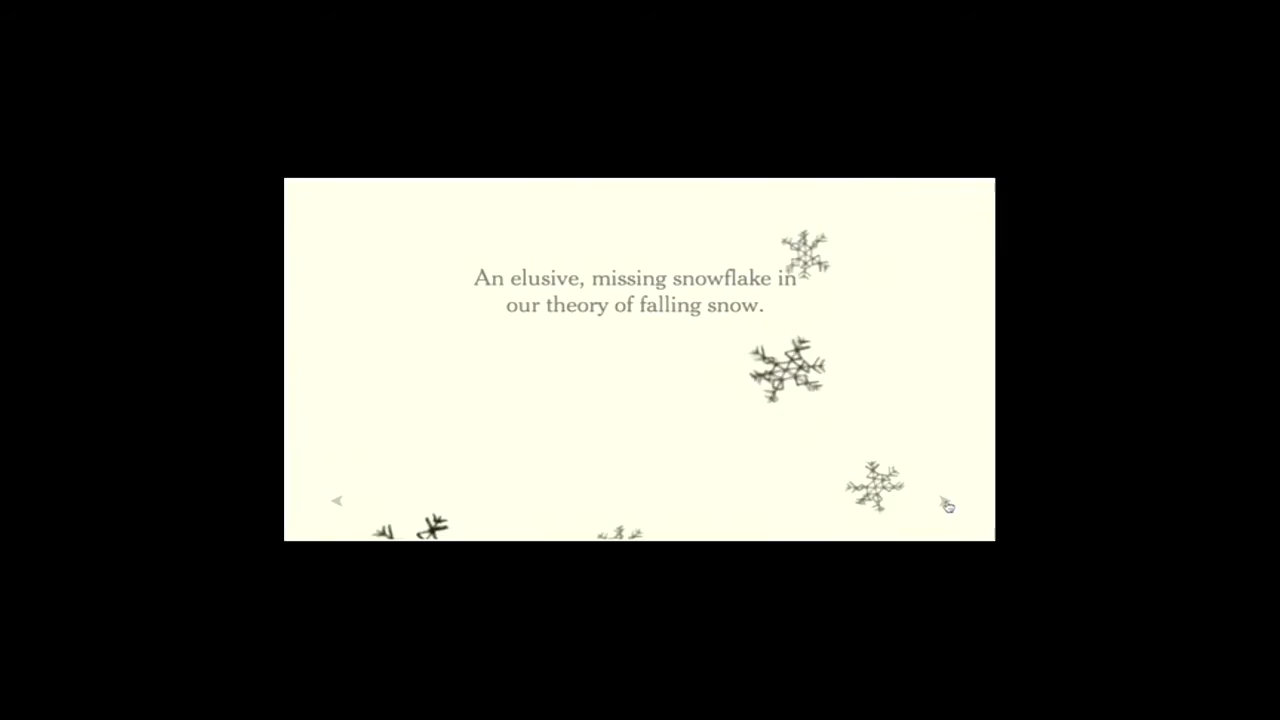 An elusive, missing snowflake in
our theory of falling snow.